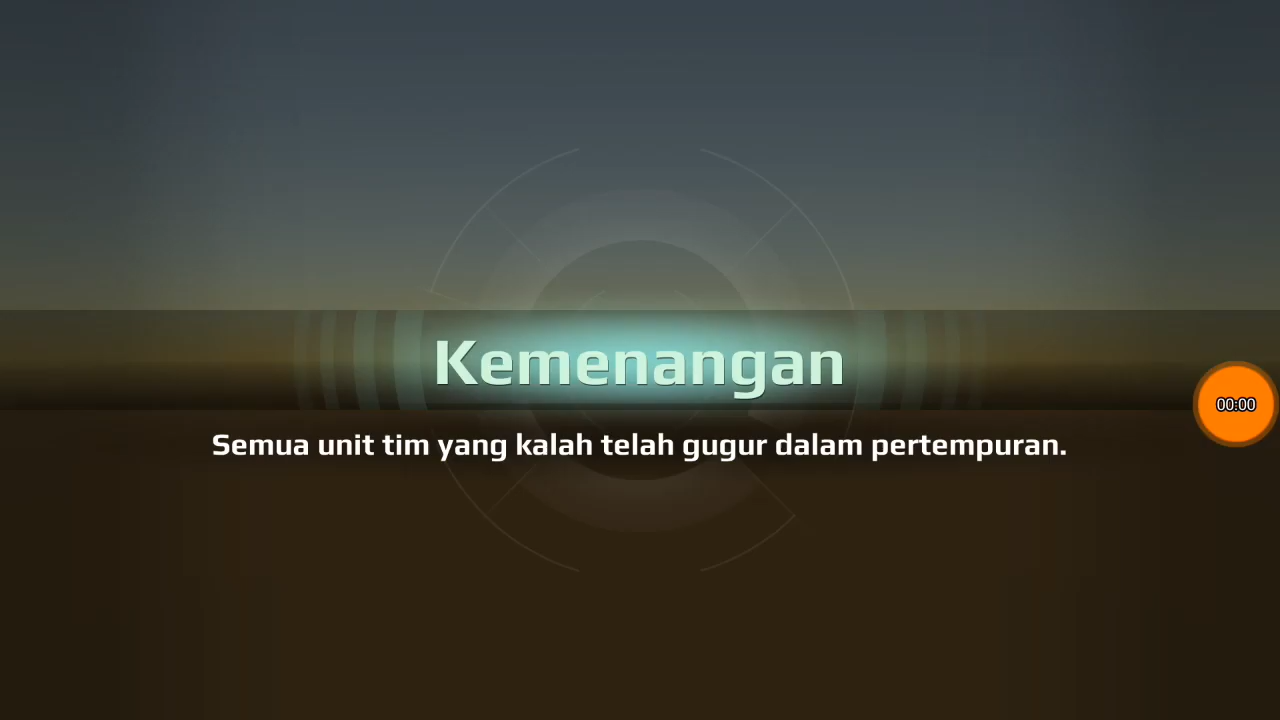 Kemenangan
00:00
Semua unit tim yang kalah telah gugur dalam pertempuran.